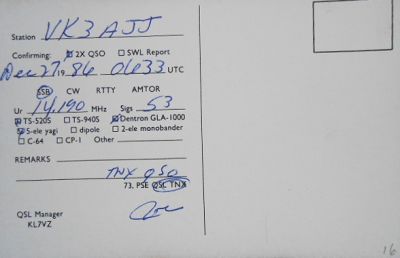 Station VK3AJJ
Confirming: ☒ 2X QSO ☐ SWL Report
Dec 27 1986 0633 UTC
SSB CW RTTY AMTOR
Ur 14,190 MHz Sigs 53
☒ TS-520S ☐ TS-940S ☒ Dentron GLA-1000
☒ 5-ele yagi ☐ dipole ☐ 2-ele monobander
☐ C-64 ☐ CP-1 Other
REMARKS
TNX QSO
73. PSE QSL TNX
Joe
QSL Manager
KL7VZ
16